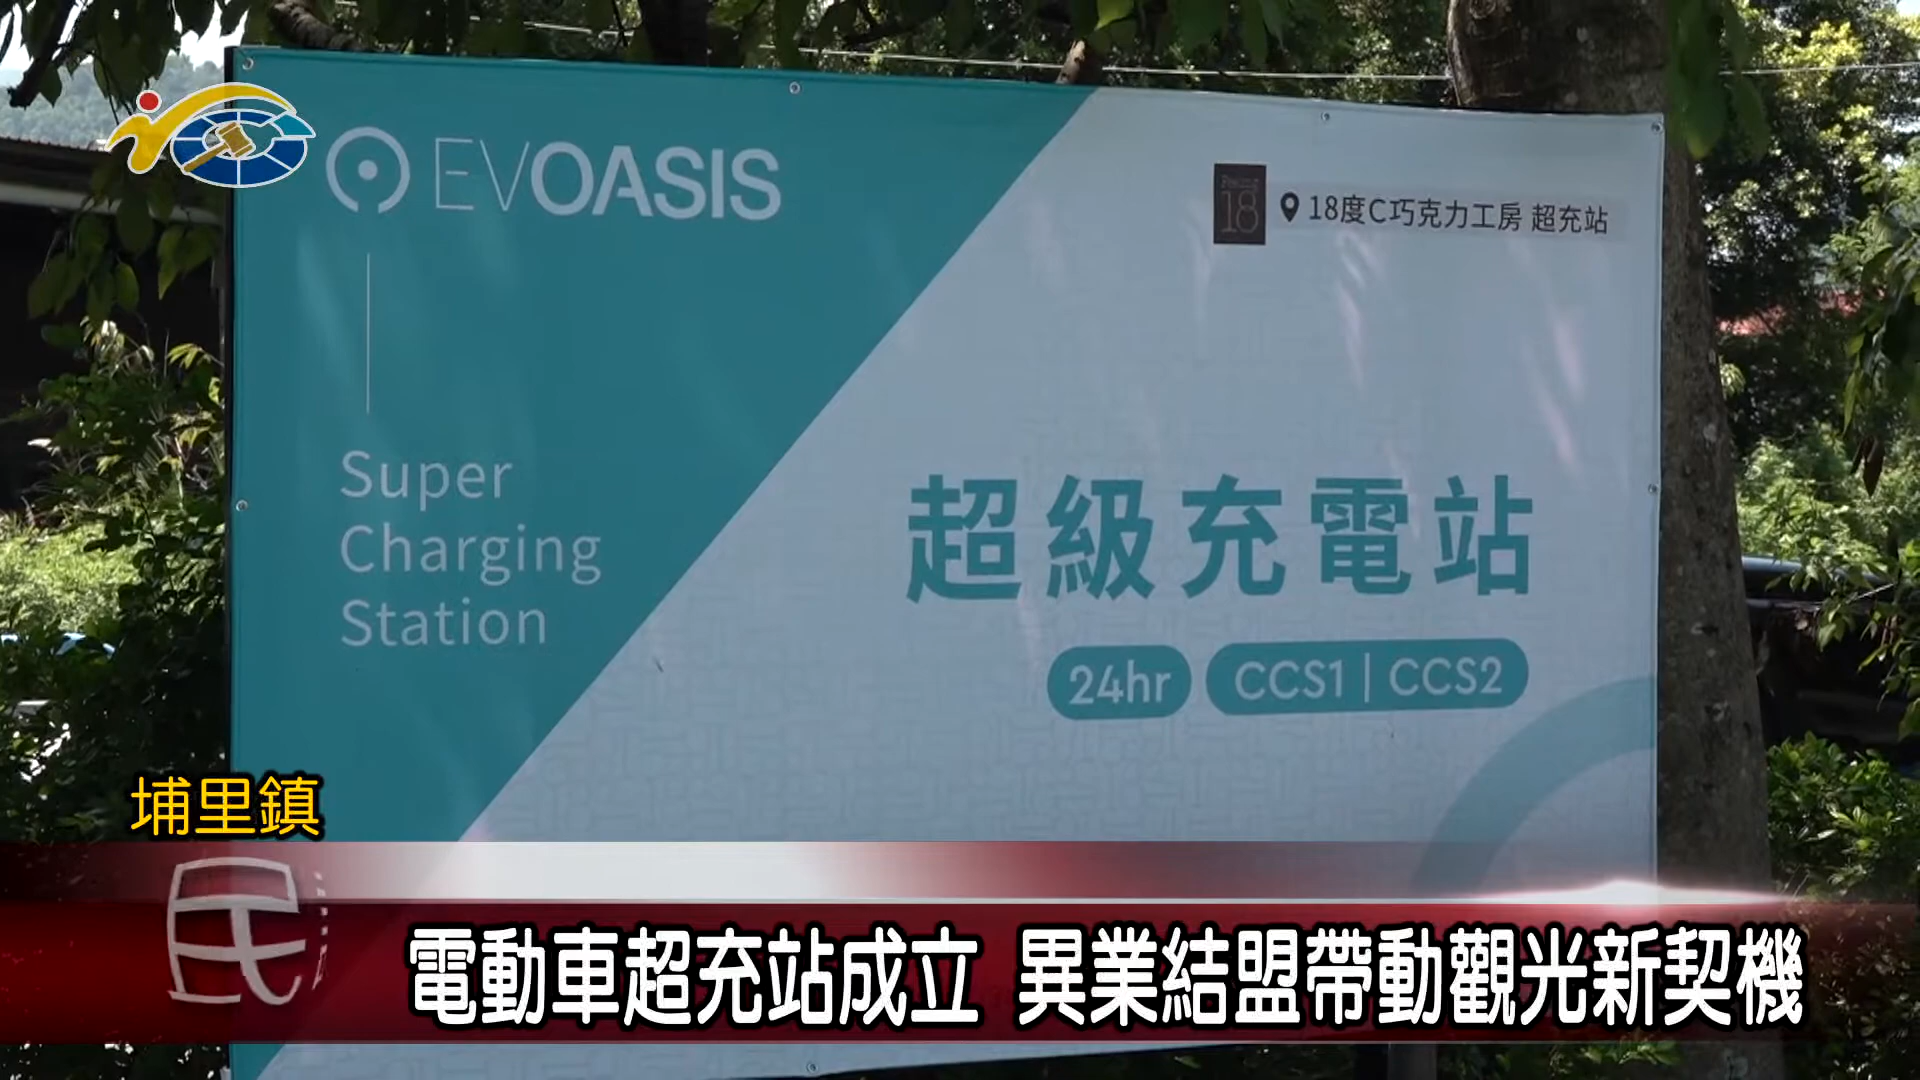 EVOASIS
18
18度C巧克力工房 超充站
Super
Charging
Station
超級充電站
24hr
CCS1 | CCS2
埔里鎮
民
電動車超充站成立 異業結盟帶動觀光新契機